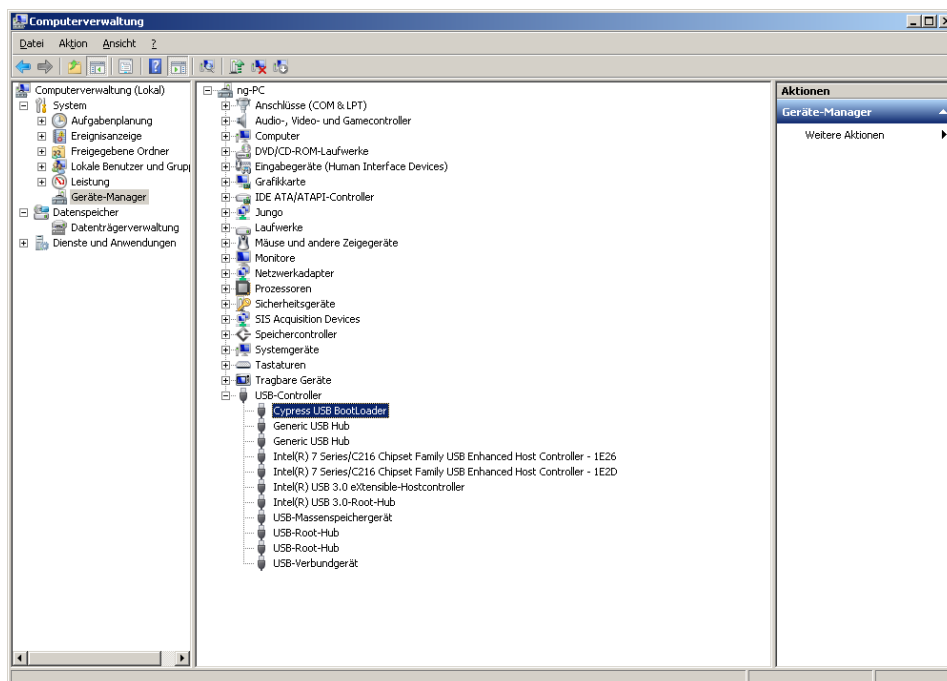 Computerverwaltung
Datei Aktion Ansicht ?
Computerverwaltung (Lokal)
System
Aufgabenplanung
Ereignisanzeige
Freigegebene Ordner
Lokale Benutzer und Grupp
Leistung
Geräte-Manager
Datenspeicher
Datenträgerverwaltung
Dienste und Anwendungen
ng-PC
Anschlüsse (COM & LPT)
Audio-, Video- und Gamecontroller
Computer
DVD/CD-ROM-Laufwerke
Eingabegeräte (Human Interface Devices)
Grafikkarte
IDE ATA/ATAPI-Controller
Jungo
Laufwerke
Mäuse und andere Zeigegeräte
Monitore
Netzwerkadapter
Prozessoren
Sicherheitsgeräte
SIS Acquisition Devices
Speichercontroller
Systemgeräte
Tastaturen
Tragbare Geräte
USB-Controller
Cypress USB BootLoader
Generic USB Hub
Generic USB Hub
Intel(R) 7 Series/C216 Chipset Family USB Enhanced Host Controller - 1E26
Intel(R) 7 Series/C216 Chipset Family USB Enhanced Host Controller - 1E2D
Intel(R) USB 3.0 eXtensible-Hostcontroller
Intel(R) USB 3.0-Root-Hub
USB-Massenspeichergerät
USB-Root-Hub
USB-Root-Hub
USB-Verbundgerät
Aktionen
Geräte-Manager
Weitere Aktionen